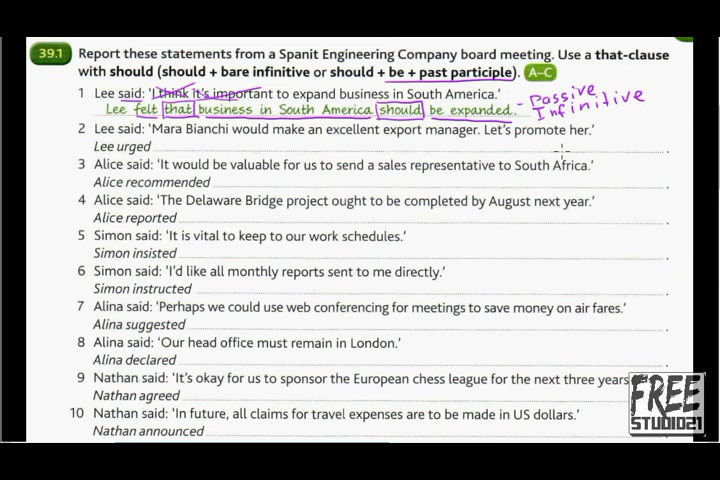 39.1 Report these statements from a Spanit Engineering Company board meeting. Use a that-clause
with should (should + bare infinitive or should + be + past participle). A–C
1 Lee said: 'I think it's important to expand business in South America.'
Lee felt that business in South America should be expanded. - Passive
Infinitive
2 Lee said: 'Mara Bianchi would make an excellent export manager. Let's promote her.'
Lee urged
3 Alice said: 'It would be valuable for us to send a sales representative to South Africa.'
Alice recommended
4 Alice said: 'The Delaware Bridge project ought to be completed by August next year.'
Alice reported
5 Simon said: 'It is vital to keep to our work schedules.'
Simon insisted
6 Simon said: 'I'd like all monthly reports sent to me directly.'
Simon instructed
7 Alina said: 'Perhaps we could use web conferencing for meetings to save money on air fares.'
Alina suggested
8 Alina said: 'Our head office must remain in London.'
Alina declared
9 Nathan said: 'It's okay for us to sponsor the European chess league for the next three years
Nathan agreed
10 Nathan said: 'In future, all claims for travel expenses are to be made in US dollars.'
Nathan announced
FREE
STUDIO21